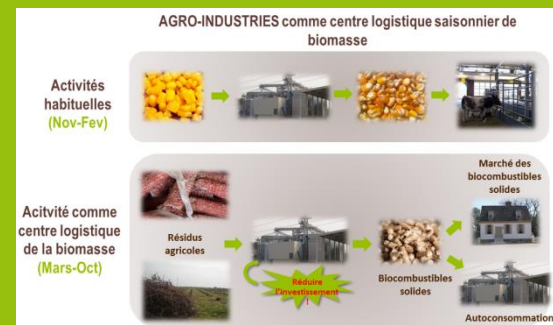 AGRO-INDUSTRIES comme centre logistique saisonnier de
biomasse
Activités
habituelles
(Nov-Fev)
Acitvité comme
centre logistique
de la biomasse
(Mars-Oct)
Résidus
agricoles
Réduire
l'investissement
!
Biocombustibles
solides
Marché des
biocombustibles
solides
Autoconsommation